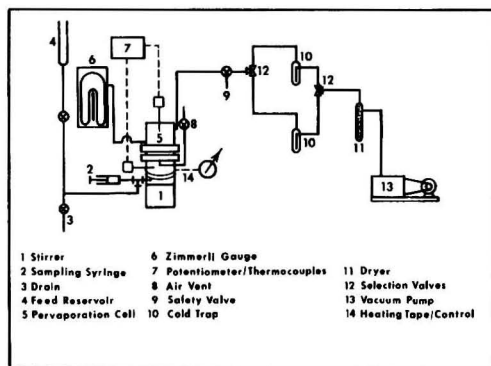 4
6
7
5
8
9
12
10
10
12
11
13
14
2
1
3
1 Stirrer
2 Sampling Syringe
3 Drain
4 Feed Reservoir
5 Pervaporation Cell
6 Zimmerli Gauge
7 Potentiometer/Thermocouples
8 Air Vent
9 Safety Valve
10 Cold Trap
11 Dryer
12 Selection Valves
13 Vacuum Pump
14 Heating Tape/Control